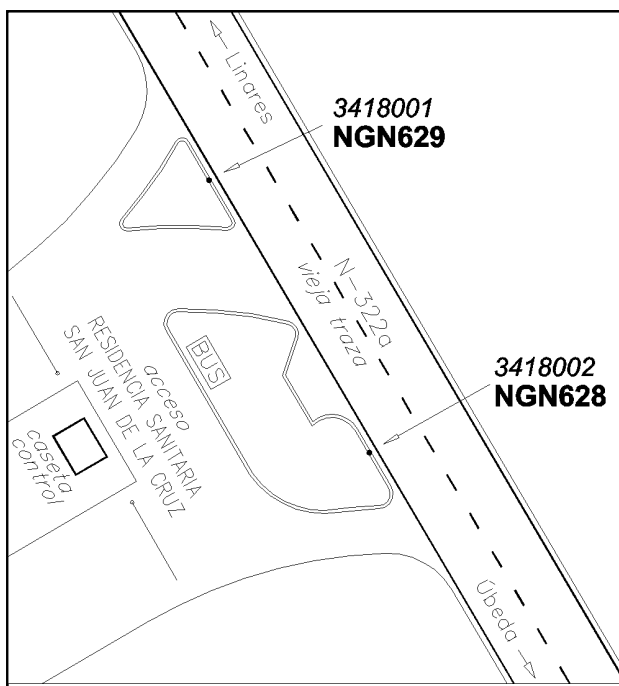 Linares
3418001
NGN629
N-322a
vieja traza
BUS
3418002
NGN628
acceso
RESIDENCIA SANITARIA
SAN JUAN DE LA CRUZ
caseta
control
Úbeda